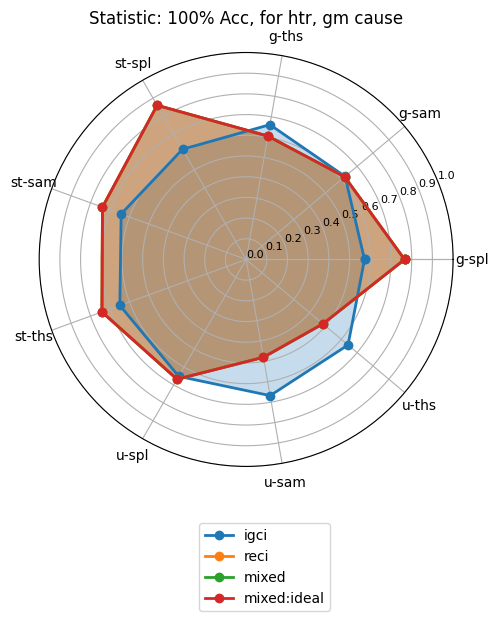 Statistic: 100% Acc, for htr, gm cause
g-ths
st-spl
g-sam
st-sam
1.0
0.9
0.8
0.7
0.6
0.5
0.4
0.3
0.2
0.1
0.0
g-spl
st-ths
u-ths
u-spl
u-sam
igci
reci
mixed
mixed:ideal